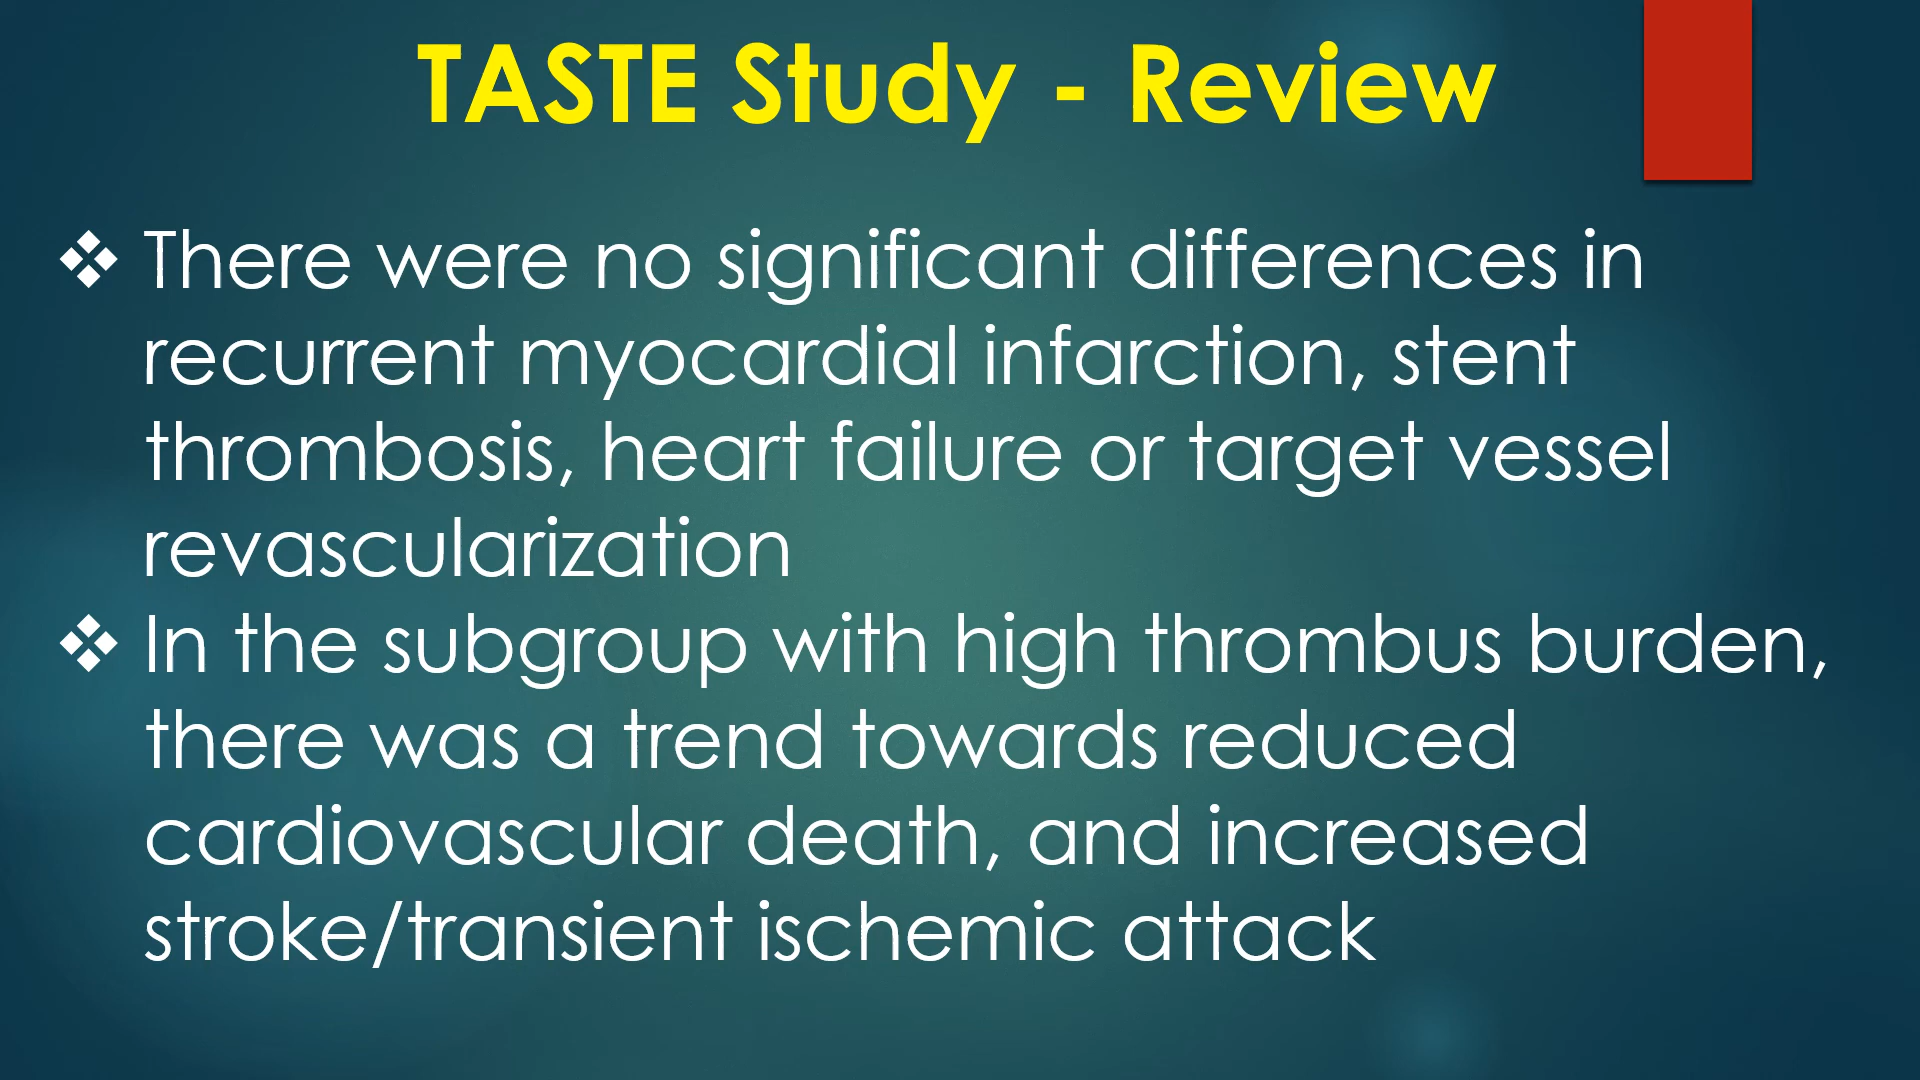 TASTE Study - Review
❖ There were no significant differences in
recurrent myocardial infarction, stent
thrombosis, heart failure or target vessel
revascularization
❖ In the subgroup with high thrombus burden,
there was a trend towards reduced
cardiovascular death, and increased
stroke/transient ischemic attack